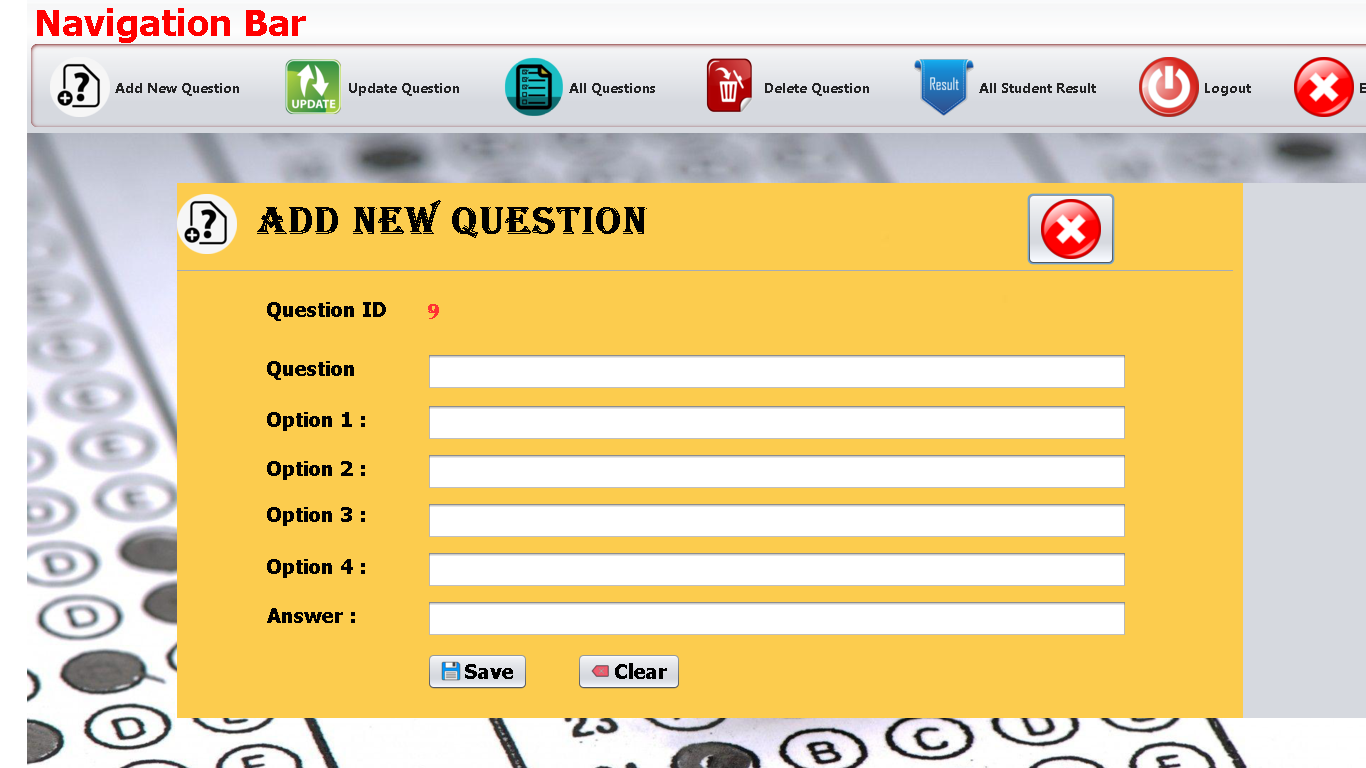 Navigation Bar
Add New Question
UPDATE
Update Question
All Questions
Delete Question
Result
All Student Result
Logout
E
ADD NEW QUESTION
Question ID 9
Question
Option 1 :
Option 2 :
Option 3 :
Option 4 :
Answer :
Save Clear
D
D
D
23
B
C
D
E
E